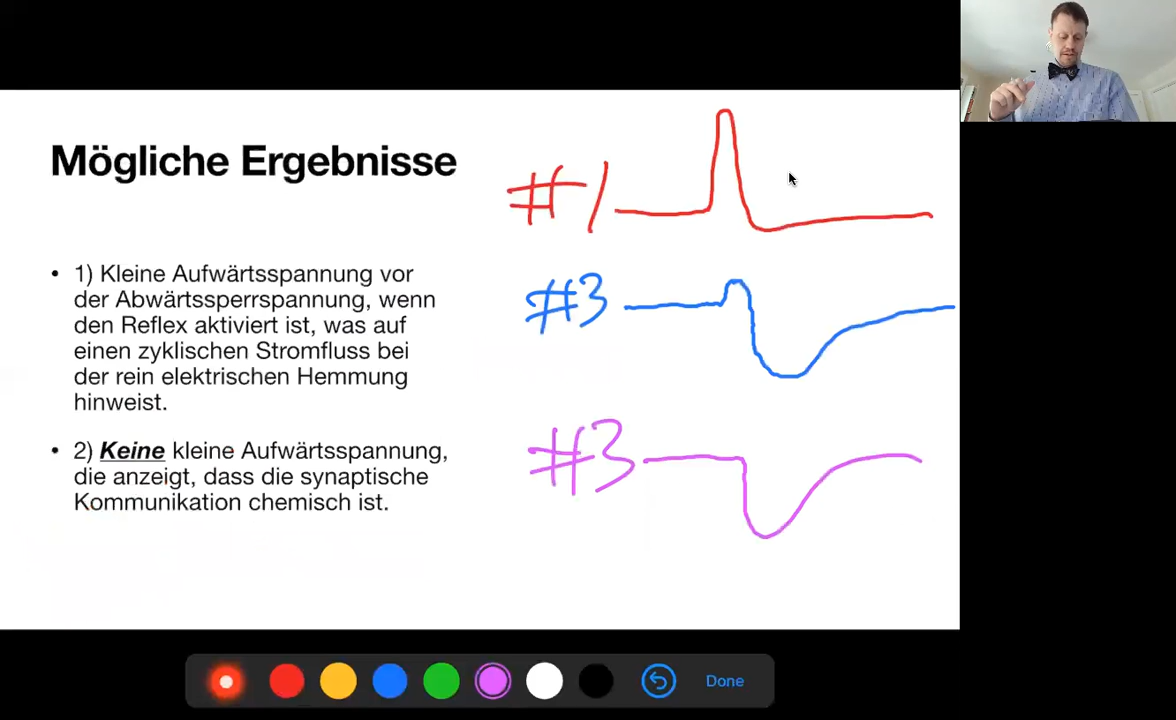 Mögliche Ergebnisse
#1
• 1) Kleine Aufwärtsspannung vor
der Abwärtssperrspannung, wenn
den Reflex aktiviert ist, was auf
einen zyklischen Stromfluss bei
der rein elektrischen Hemmung
hinweist.
#3
• 2) Keine kleine Aufwärtsspannung,
die anzeigt, dass die synaptische
Kommunikation chemisch ist.
#3
Done